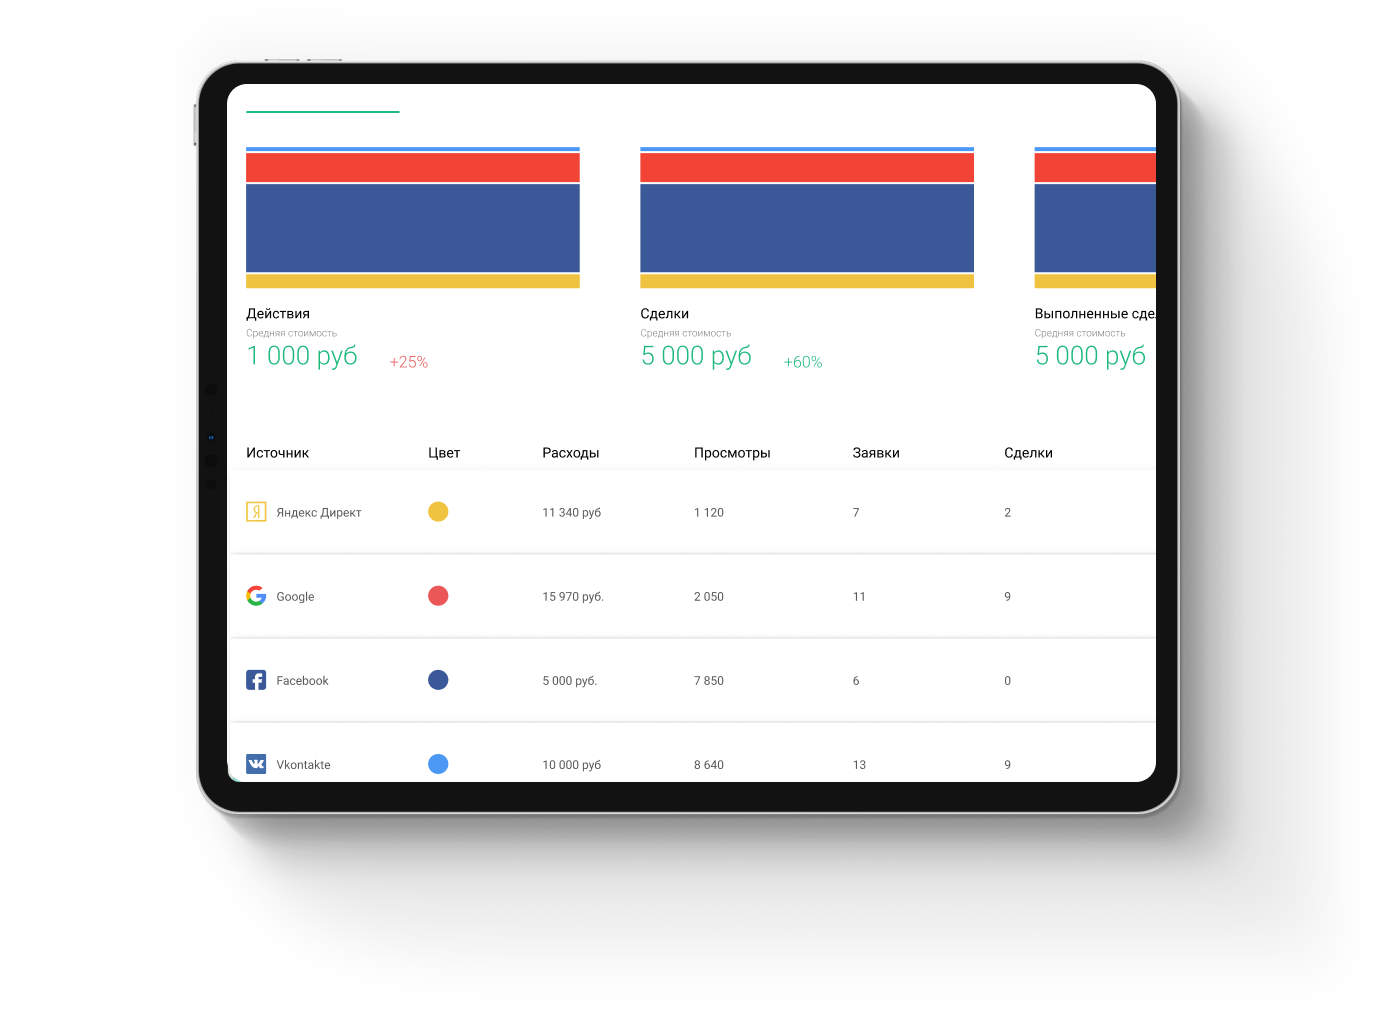 Действия
Средняя стоимость
1 000 руб +25%
Сделки
Средняя стоимость
5 000 руб +60%
Выполненные сде
Средняя стоимость
5 000 руб
Источник Цвет Расходы Просмотры Заявки Сделки
Яндекс Директ 11 340 руб 1 120 7 2
Google 15 970 руб. 2 050 11 9
Facebook 5 000 руб. 7 850 6 0
Vkontakte 10 000 руб 8 640 13 9